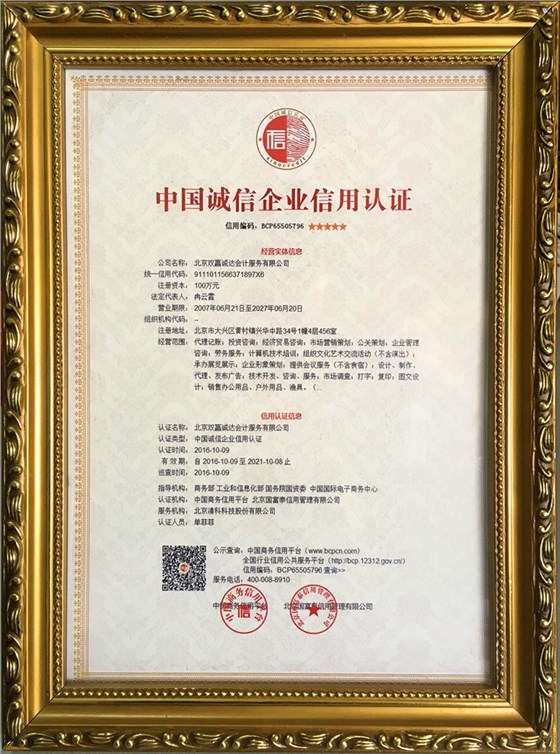 中国诚信认证
信
sinocredit
中国诚信企业信用认证
信用编码：BCP65505796 ★★★★★
经营实体信息
公司名称： 北京双赢诚达会计服务有限公司
统一信用代码： 9111011566371897X6
注册资本： 100万元
法定代表人： 冉云霞
营业期限： 2007年06月21日至2027年06月20日
组织机构代码： --
注册地址： 北京市大兴区黄村镇兴华中路34号1幢4层456室
经营范围： 代理记账；投资咨询；经济贸易咨询；市场营销策划；公关策划；企业管理
咨询；劳务服务；计算机技术培训；组织文化艺术交流活动（不含演出）；
承办展览展示；企业形象策划；提供会议服务（不含食宿）；设计、制作、
代理、发布广告；技术开发、咨询、服务；市场调查；打字；复印；图文设
计；销售办公用品、户外用品、渔具。（...
信用认证信息
认证名称： 北京双赢诚达会计服务有限公司
认证类型： 中国诚信企业信用认证
认证时间： 2016-10-09
有 效 期： 自 2016-10-09 至 2021-10-08 止
巡查时间： 2016-10-09
指导机构： 商务部 工业和信息化部 国务院国资委 中国国际电子商务中心
认证机构： 中国商务信用平台 北京国富泰信用管理有限公司
服务机构： 北京清科科技股份有限公司
认证人员： 单菲菲
公示查询：中国商务信用平台（www.bcpcn.com）
全国行业信用公共服务平台（http://bcp.12312.gov.cn/）
信用编码：BCP65505796 查询>>
服务电话：400-008-8910
中国商务信用平台 北京国富泰信用管理有限公司
中国商务信用平台
信